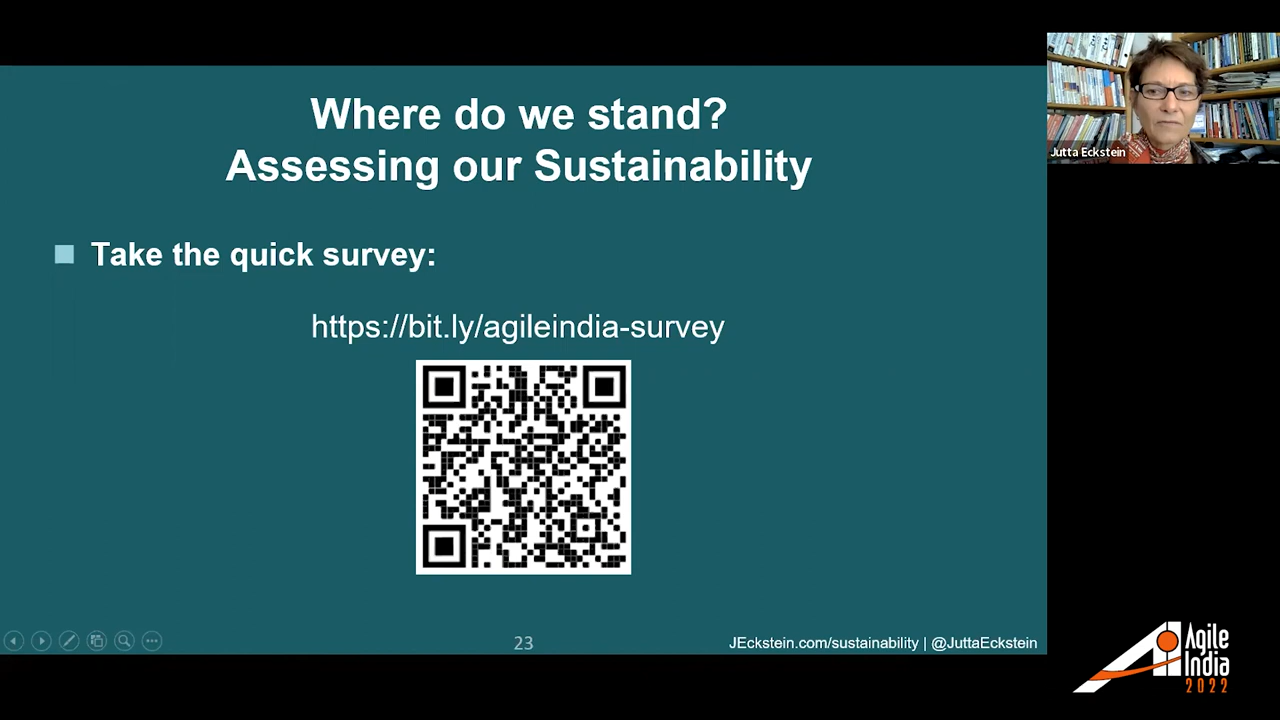 Where do we stand?
Assessing our Sustainability
Take the quick survey:
https://bit.ly/agileindia-survey
23
JEckstein.com/sustainability | @JuttaEckstein
Jutta Eckstein
Agile
India
2022